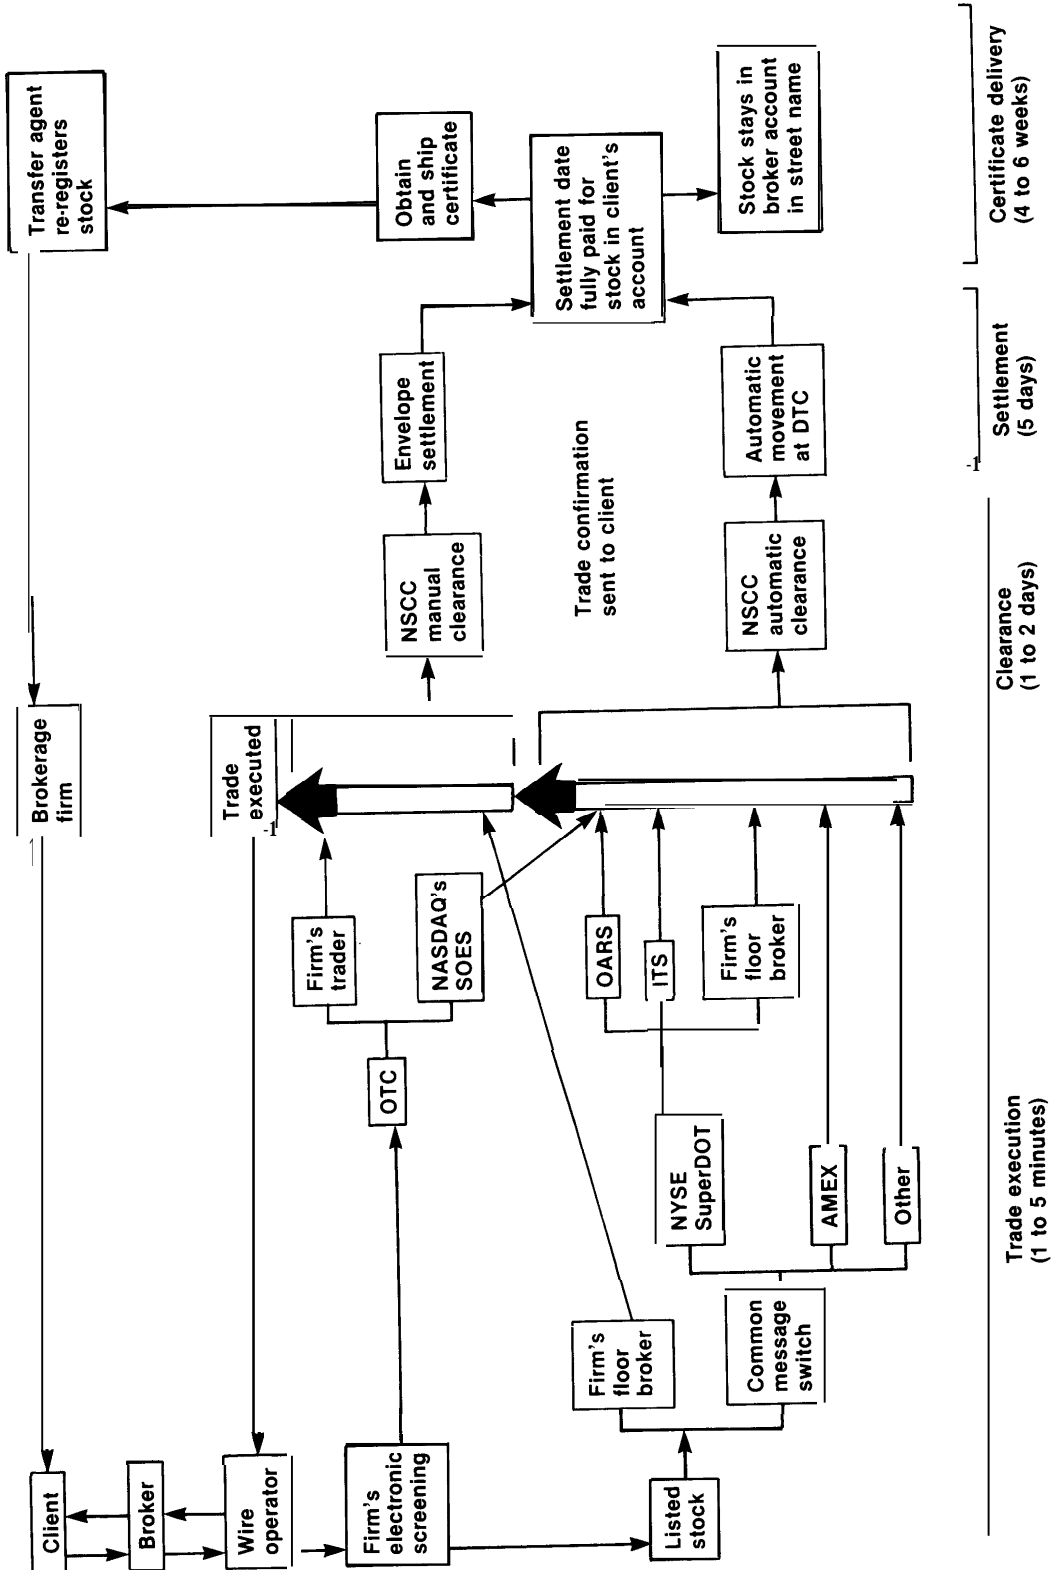 Client
Broker
Wire
operator
Firm's
electronic
screening
Listed
stock
OTC
Firm's
floor
broker
Common
message
switch
NYSE
SuperDOT
AMEX
Other
Firm's
trader
NASDAQ's
SOES
OARS
ITS
Firm's
floor
broker
Trade
executed
-1
Brokerage
firm
NSCC
manual
clearance
Envelope
settlement
Trade confirmation
sent to client
NSCC
automatic
clearance
Automatic
movement
at DTC
Settlement date
fully paid for
stock in client's
account
Obtain
and ship
certificate
Transfer agent
re-registers
stock
Stock stays in
broker account
in street name
Trade execution
(1 to 5 minutes)
Clearance
(1 to 2 days)
-1
Settlement
(5 days)
Certificate delivery
(4 to 6 weeks)